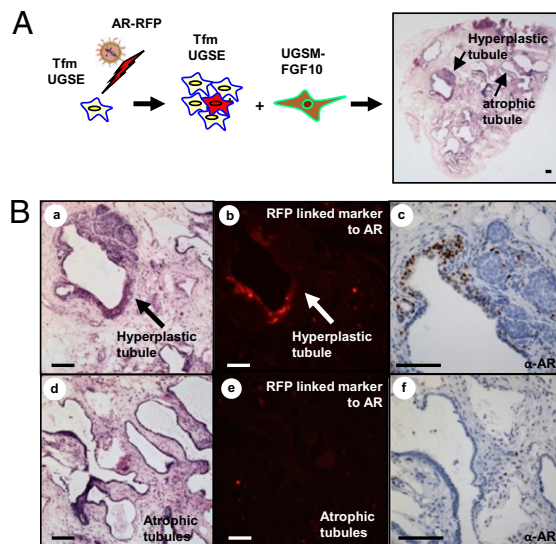 A
AR-RFP
Tfm
UGSE
Tfm
UGSE
+
UGSM-
FGF10
Hyperplastic
tubule
atrophic
tubule
B
a
b
RFP linked marker
to AR
c
Hyperplastic
tubule
Hyperplastic
tubule
α-AR
d
e
RFP linked marker
to AR
f
Atrophic
tubules
Atrophic
tubules
α-AR